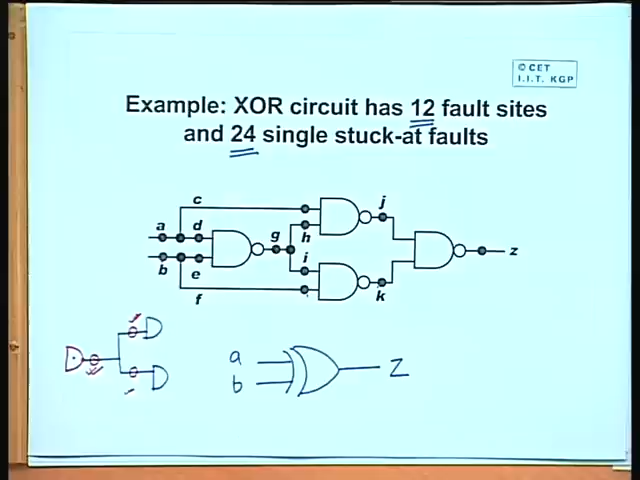 © CET
I.I.T. KGP
Example: XOR circuit has 12 fault sites
and 24 single stuck-at faults
c
j
a
d
g
h
z
b
e
i
f
k
a
b
Z